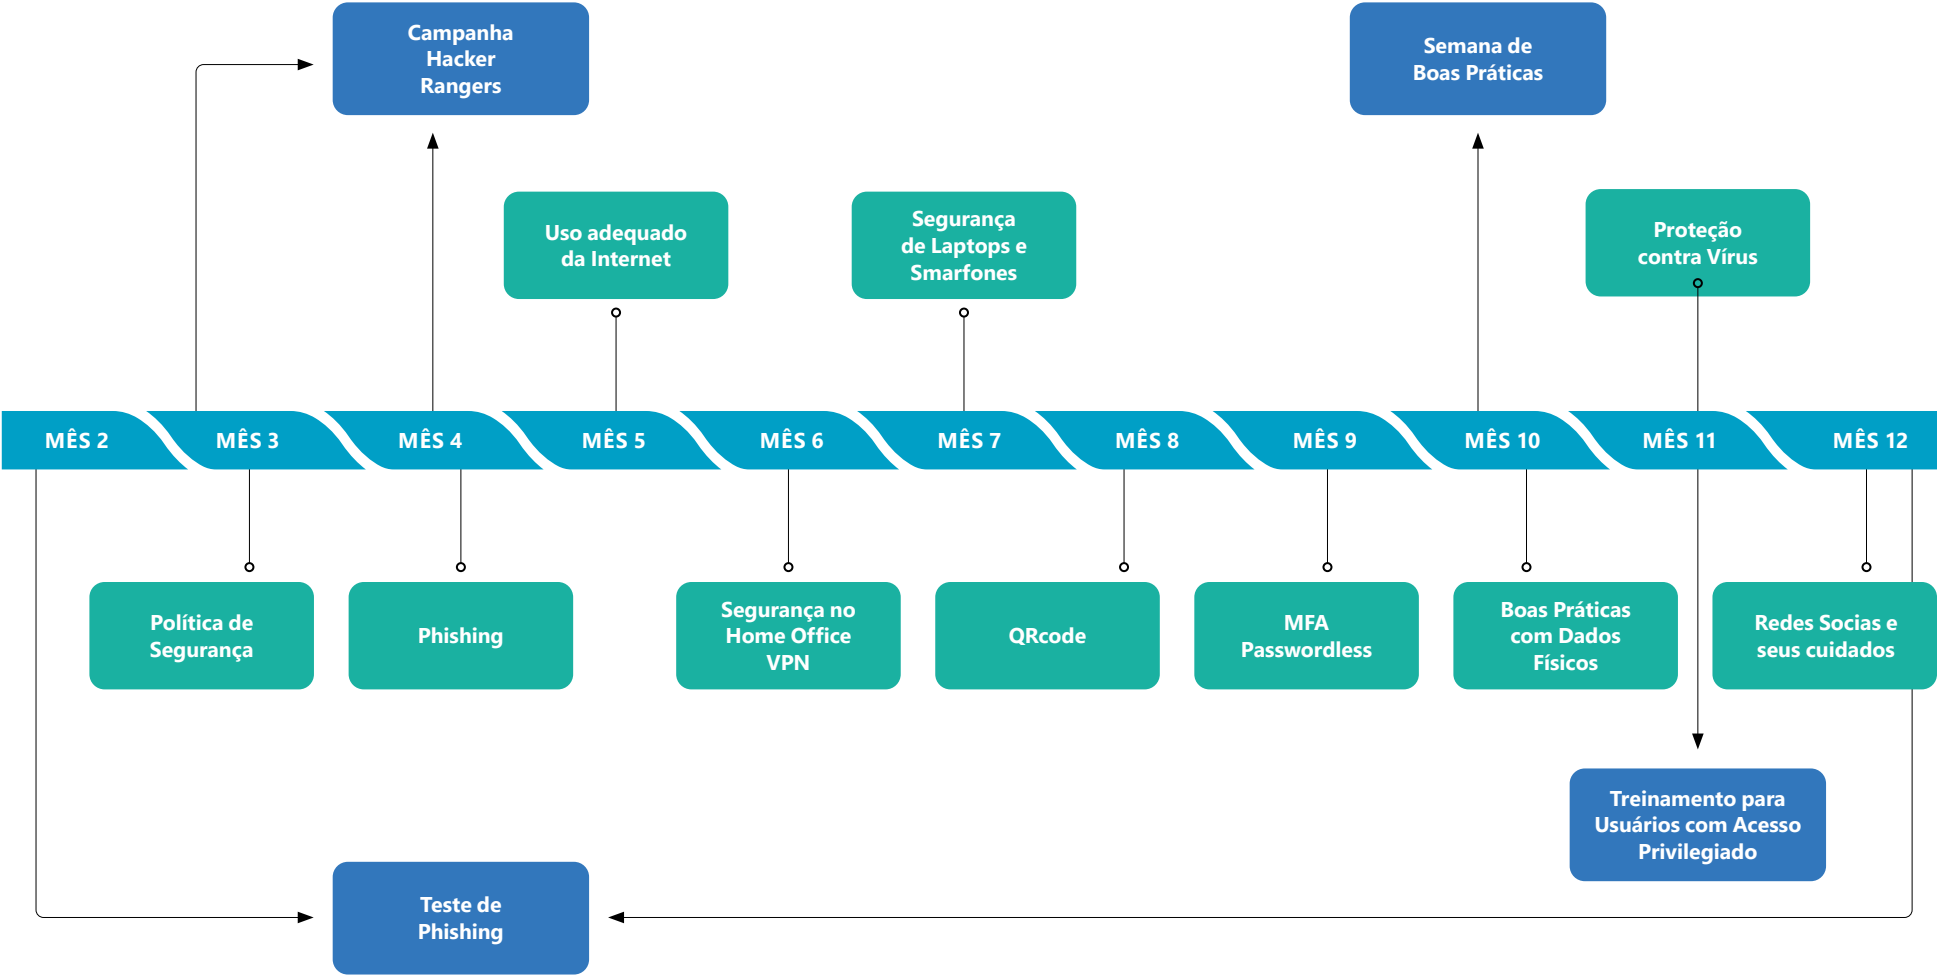 Campanha
Hacker
Rangers
Semana de
Boas Práticas
Uso adequado
da Internet
Segurança
de Laptops e
Smarfones
Proteção
contra Vírus
MÊS 2
MÊS 3
MÊS 4
MÊS 5
MÊS 6
MÊS 7
MÊS 8
MÊS 9
MÊS 10
MÊS 11
MÊS 12
Política de
Segurança
Phishing
Segurança no
Home Office
VPN
QRcode
MFA
Passwordless
Boas Práticas
com Dados
Físicos
Redes Socias e
seus cuidados
Treinamento para
Usuários com Acesso
Privilegiado
Teste de
Phishing